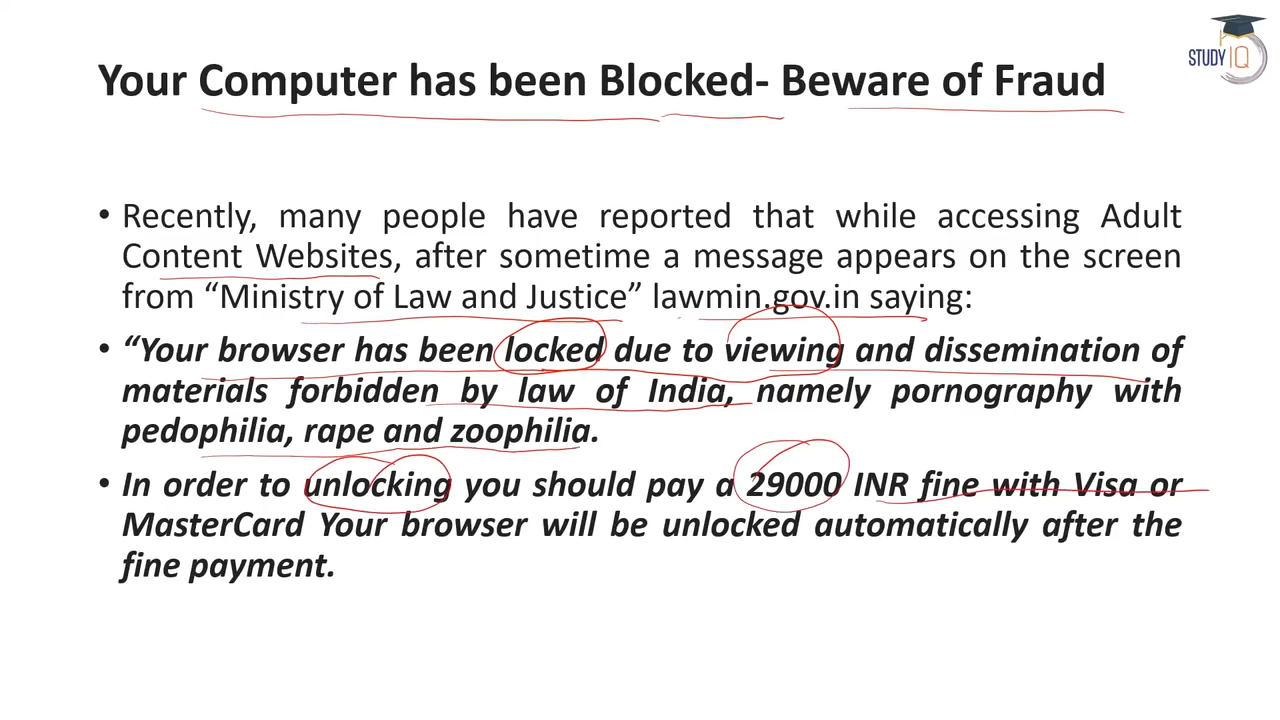 STUDY IQ
Your Computer has been Blocked- Beware of Fraud
• Recently, many people have reported that while accessing Adult
Content Websites, after sometime a message appears on the screen
from “Ministry of Law and Justice” lawmin.gov.in saying:
• “Your browser has been locked due to viewing and dissemination of
materials forbidden by law of India, namely pornography with
pedophilia, rape and zoophilia.
• In order to unlocking you should pay a 29000 INR fine with Visa or
MasterCard Your browser will be unlocked automatically after the
fine payment.